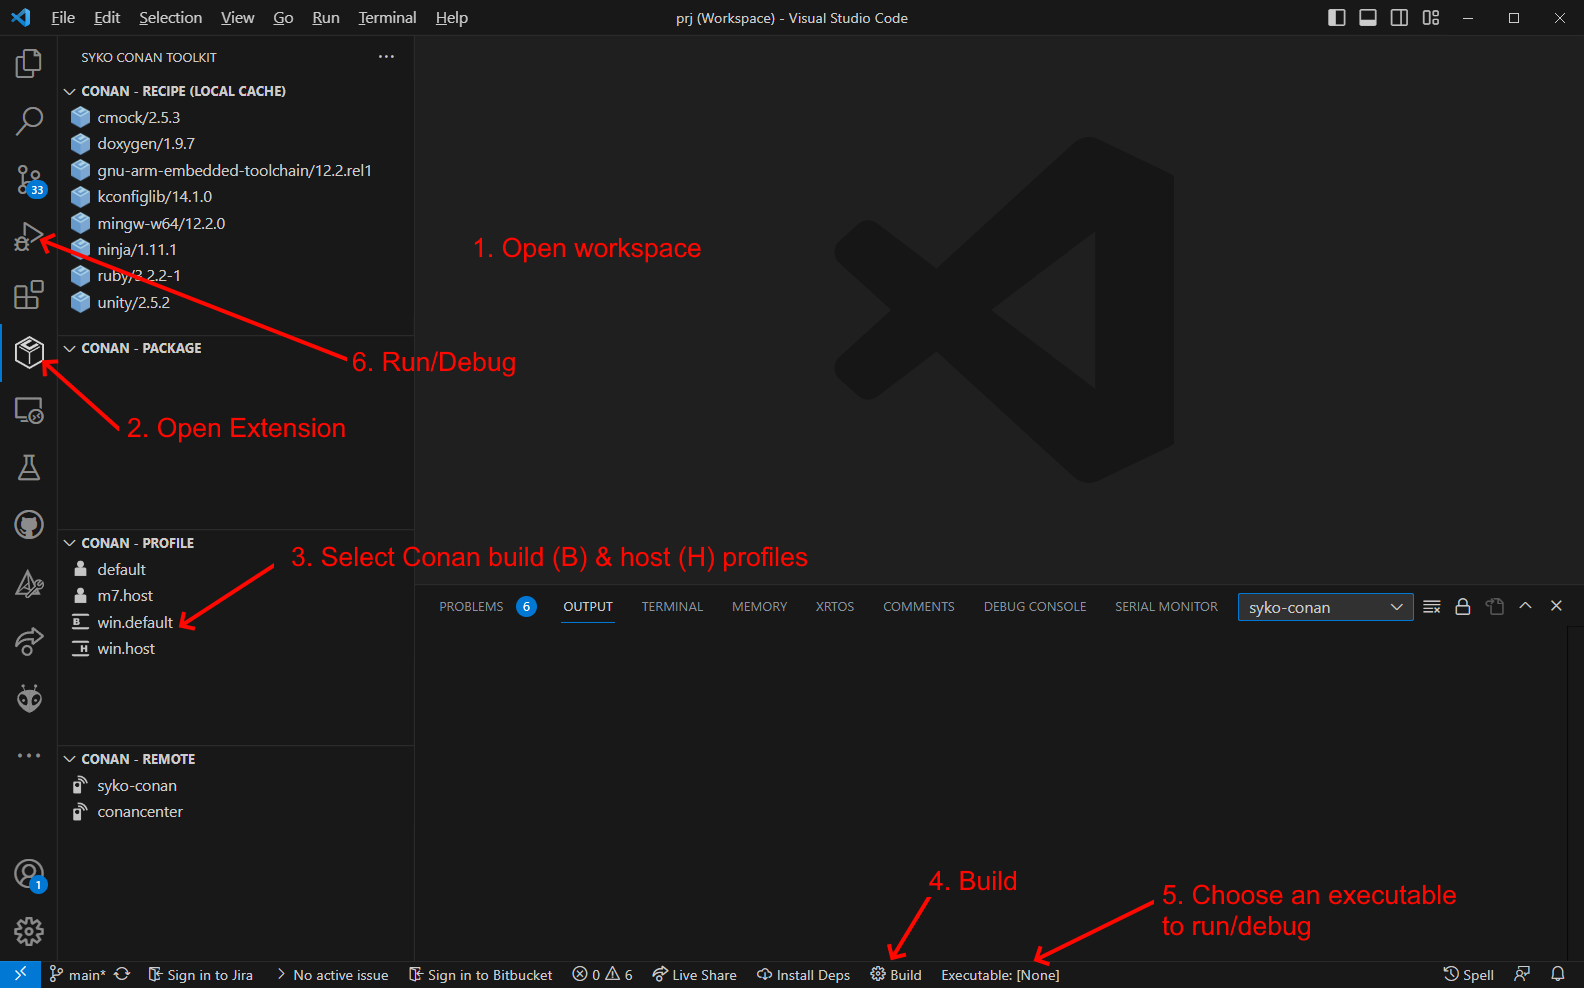 File Edit Selection View Go Run Terminal Help
prj (Workspace) - Visual Studio Code
SYKO CONAN TOOLKIT
CONAN - RECIPE (LOCAL CACHE)
cmock/2.5.3
doxygen/1.9.7
gnu-arm-embedded-toolchain/12.2.rel1
kconfiglib/14.1.0
mingw-w64/12.2.0
ninja/1.11.1
ruby/3.2.2-1
unity/2.5.2
33
1. Open workspace
CONAN - PACKAGE
6. Run/Debug
2. Open Extension
CONAN - PROFILE
3. Select Conan build (B) & host (H) profiles
default
m7.host
B win.default
H win.host
PROBLEMS 6 OUTPUT TERMINAL MEMORY XRTOS COMMENTS DEBUG CONSOLE SERIAL MONITOR syko-conan
CONAN - REMOTE
syko-conan
conancenter
1
4. Build
5. Choose an executable
to run/debug
main* Sign in to Jira No active issue Sign in to Bitbucket 0 6 Live Share Install Deps Build Executable: [None] Spell